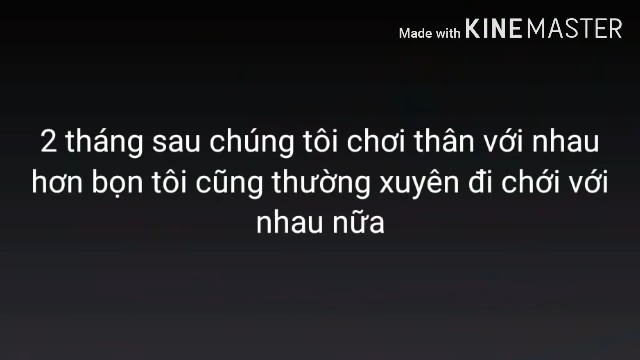 Made with KINEMASTER
2 tháng sau chúng tôi chơi thân với nhau
hơn bọn tôi cũng thường xuyên đi chới với
nhau nữa